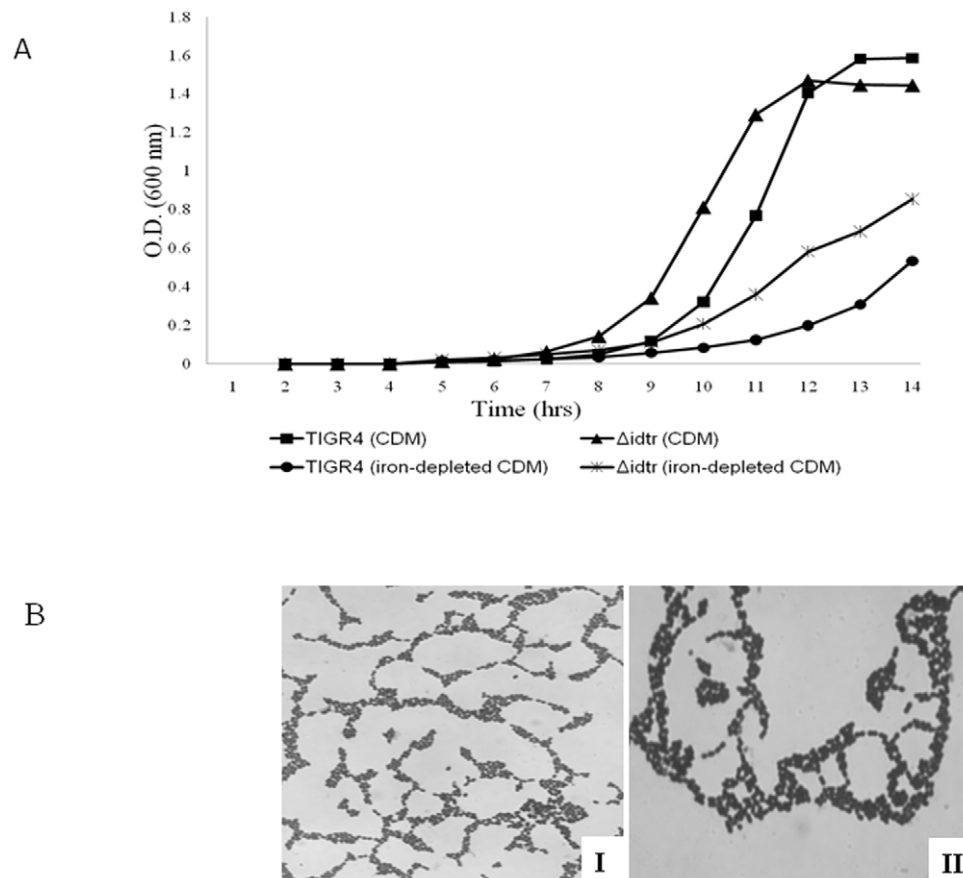 A
1.8
1.6
1.4
1.2
1
0.8
0.6
0.4
0.2
0
O.D. (600 nm)
1 2 3 4 5 6 7 8 9 10 11 12 13 14
Time (hrs)
TIGR4 (CDM) Δidtr (CDM)
TIGR4 (iron-depleted CDM) Δidtr (iron-depleted CDM)
B
I II